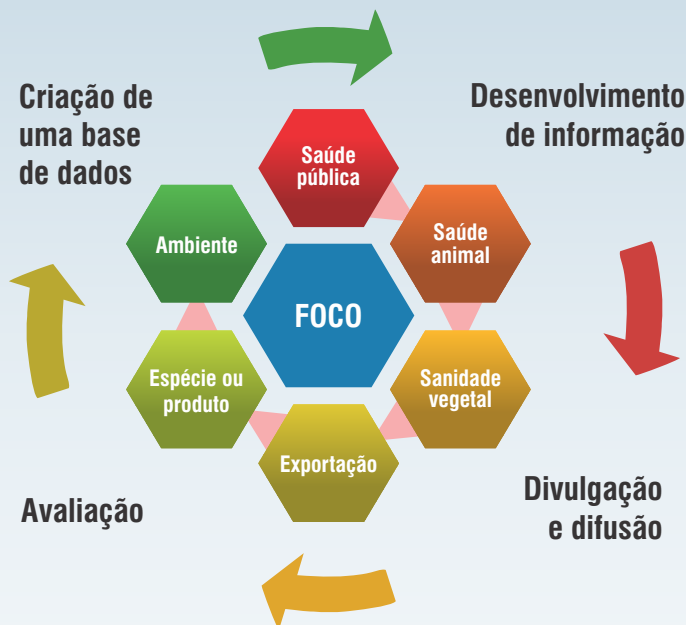 Criação de
uma base
de dados
Desenvolvimento
de informação
Saúde
pública
Ambiente
Saúde
animal
FOCO
Espécie ou
produto
Sanidade
vegetal
Exportação
Avaliação
Divulgação
e difusão